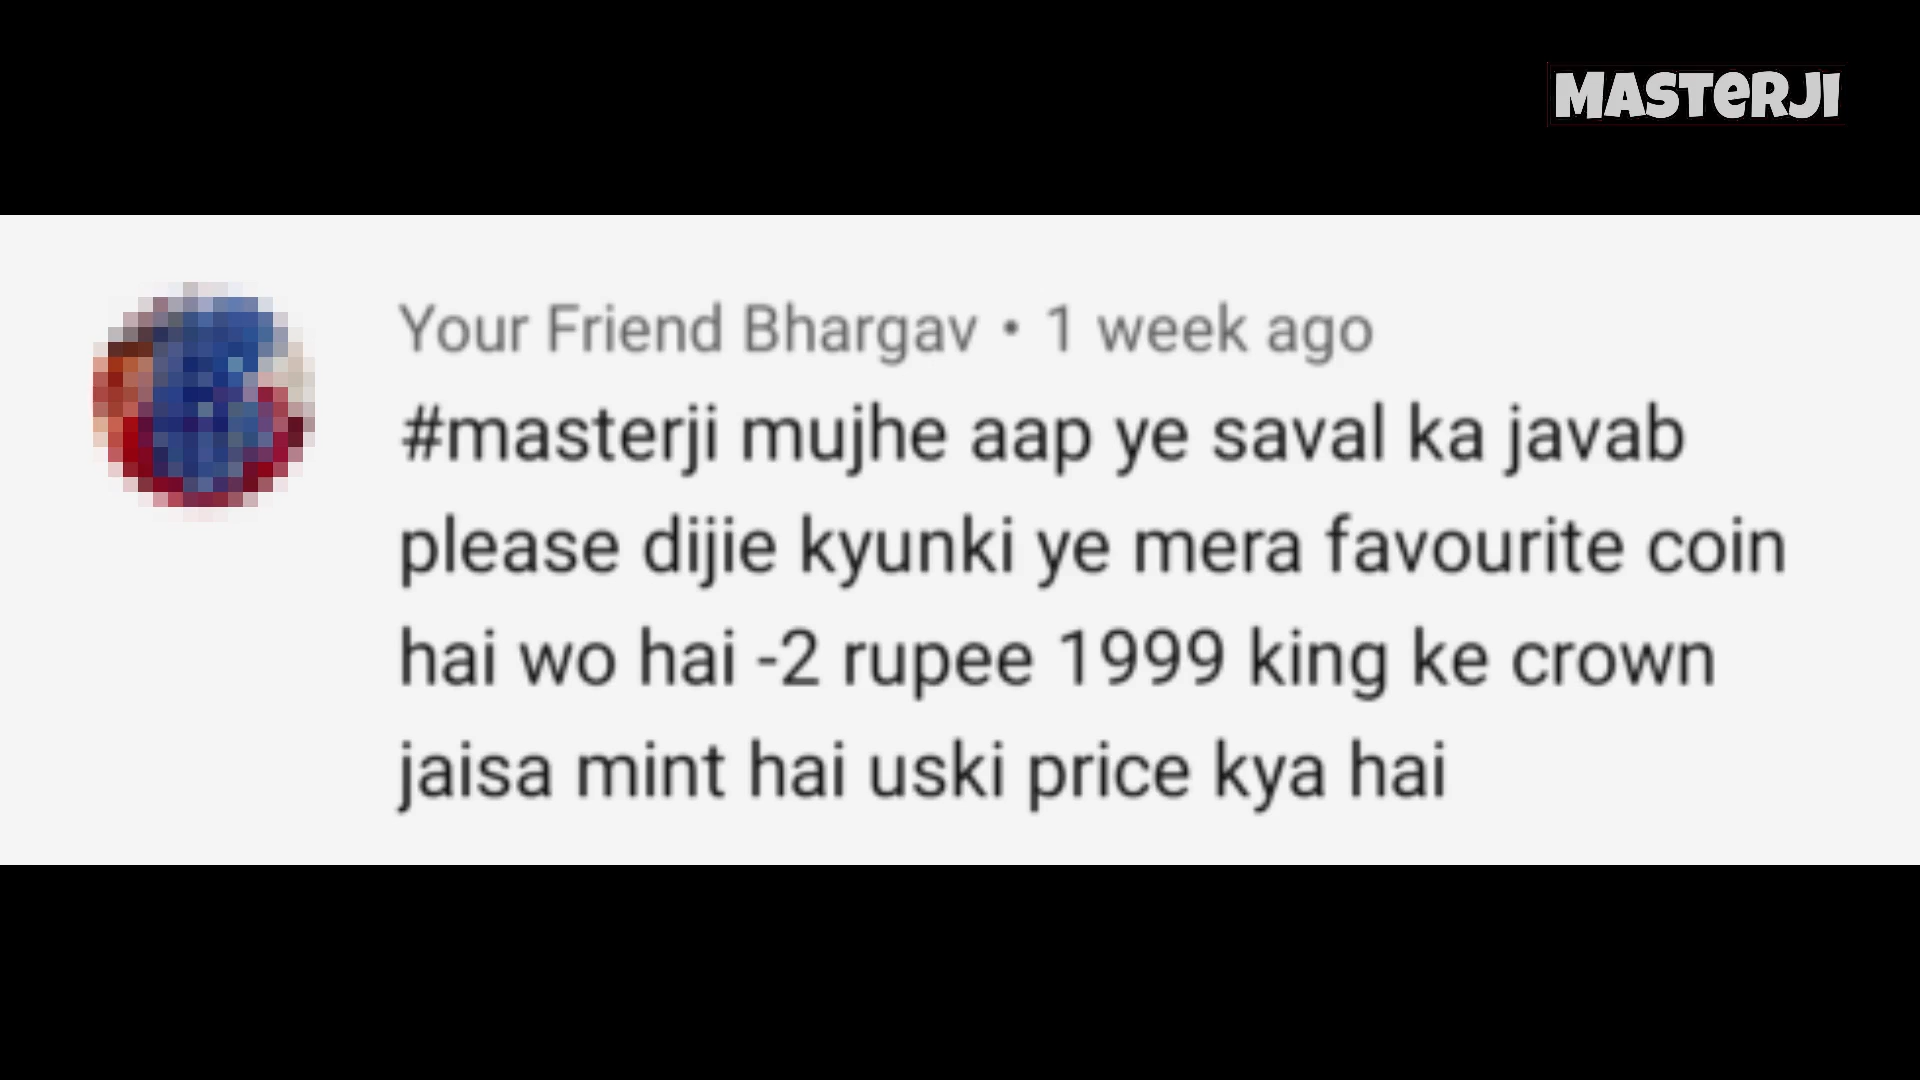 MASTERJI
Your Friend Bhargav • 1 week ago
#masterji mujhe aap ye saval ka javab
please dijie kyunki ye mera favourite coin
hai wo hai -2 rupee 1999 king ke crown
jaisa mint hai uski price kya hai